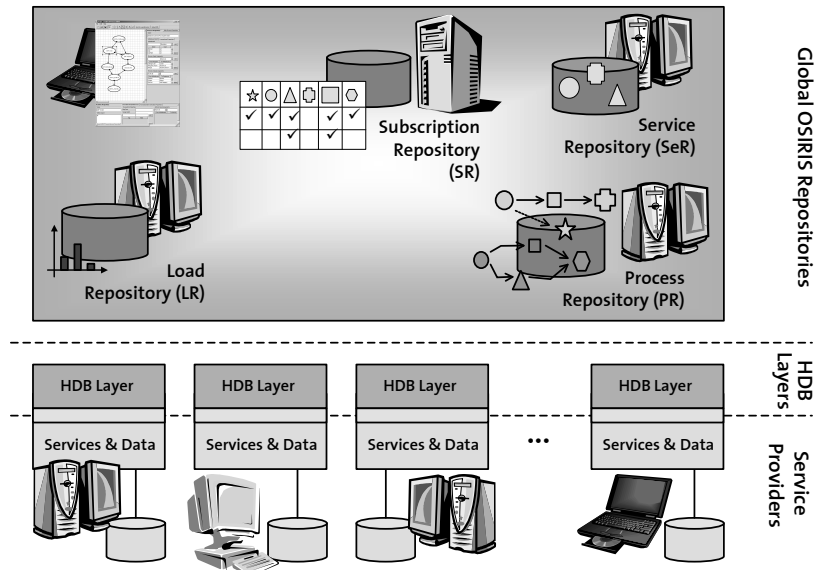 Subscription
Repository
(SR)
Service
Repository (SeR)
Load
Repository (LR)
Process
Repository (PR)
Global OSIRIS Repositories
HDB Layer
HDB Layer
HDB Layer
HDB Layer
HDB
Layers
Services & Data
Services & Data
Services & Data
...
Services & Data
Service
Providers